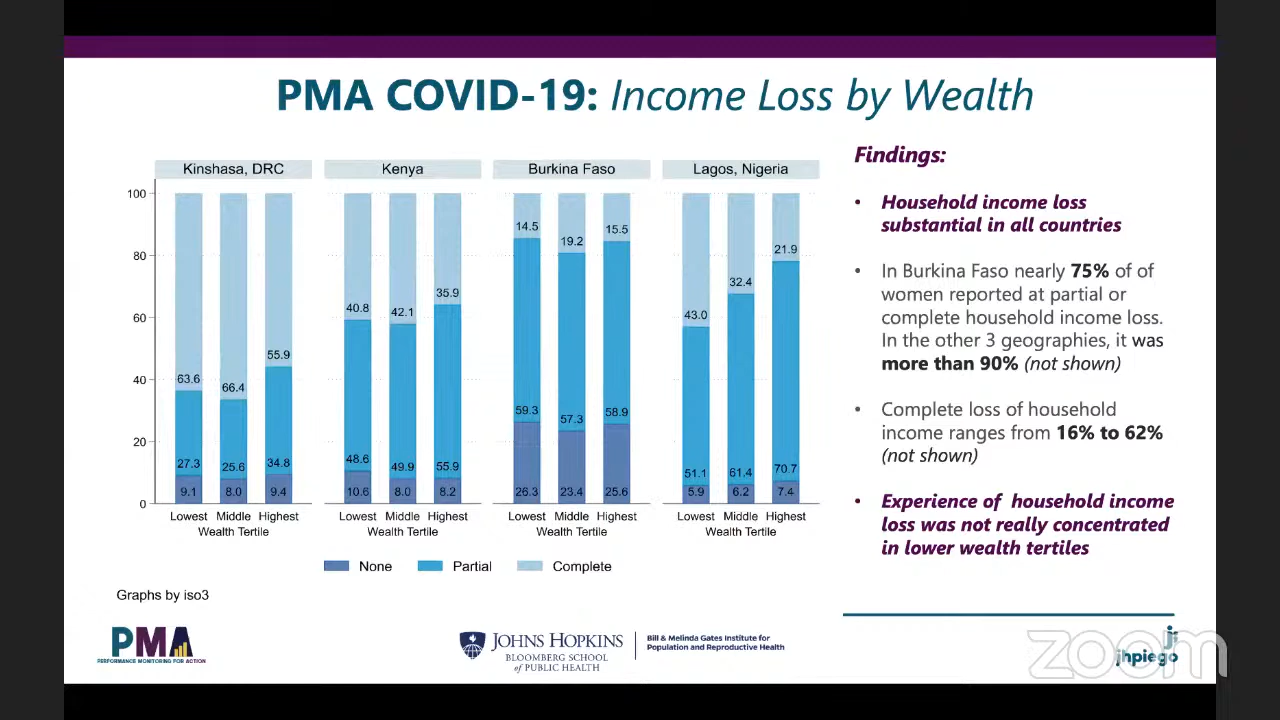 PMA COVID-19: Income Loss by Wealth
Kinshasa, DRC
Kenya
Burkina Faso
Lagos, Nigeria
100
80
60
40
20
0
63.6
66.4
55.9
27.3
25.6
34.8
9.1
8.0
9.4
40.8
42.1
35.9
48.6
49.9
55.9
10.6
8.0
8.2
14.5
19.2
15.5
59.3
57.3
58.9
26.3
23.4
25.6
43.0
32.4
21.9
51.1
61.4
70.7
5.9
6.2
7.4
Lowest Middle Highest
Wealth Tertile
Lowest Middle Highest
Wealth Tertile
Lowest Middle Highest
Wealth Tertile
Lowest Middle Highest
Wealth Tertile
None Partial Complete
Graphs by iso3
Findings:
• Household income loss
substantial in all countries
• In Burkina Faso nearly 75% of of
women reported at partial or
complete household income loss.
In the other 3 geographies, it was
more than 90% (not shown)
• Complete loss of household
income ranges from 16% to 62%
(not shown)
• Experience of household income
loss was not really concentrated
in lower wealth tertiles
PMA
PERFORMANCE MONITORING FOR ACTION
JOHNS HOPKINS
BLOOMBERG SCHOOL
of PUBLIC HEALTH
Bill & Melinda Gates Institute for
Population and Reproductive Health
jhpiego
zoom